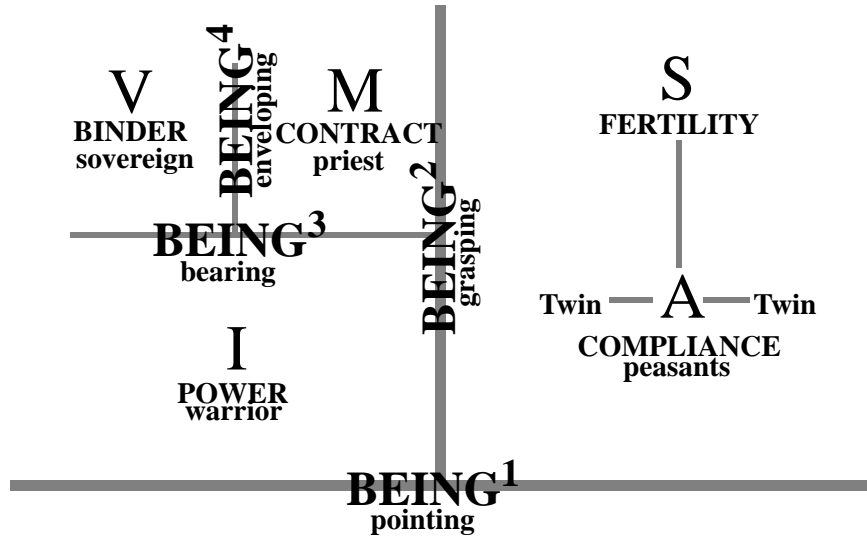 V
BINDER
sovereign
BEING⁴
enveloping
M
CONTRACT
priest
S
FERTILITY
BEING³
bearing
BEING²
grasping
Twin A Twin
COMPLIANCE
peasants
I
POWER
warrior
BEING¹
pointing